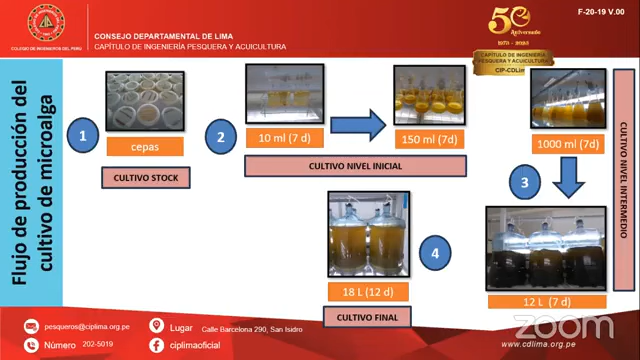 CONSEJO DEPARTAMENTAL DE LIMA
CAPÍTULO DE INGENIERÍA PESQUERA Y ACUICULTURA
COLEGIO DE INGENIEROS DEL PERÚ
50 Aniversario
1975 - 2025
CAPÍTULO DE INGENIERÍA
PESQUERA Y ACUICULTURA
CIP-CDLima
F-20-19 V.00
Flujo de producción del
cultivo de microalga
1
cepas
CULTIVO STOCK
2
10 ml (7 d)
150 ml (7d)
CULTIVO NIVEL INICIAL
1000 ml (7d)
3
12 L (7 d)
CULTIVO NIVEL INTERMEDIO
4
18 L (12 d)
CULTIVO FINAL
pesqueros@ciplima.org.pe
Número 202-5019
Lugar Calle Barcelona 290, San Isidro
ciplimaoficial
zoom
www.cdlima.org.pe